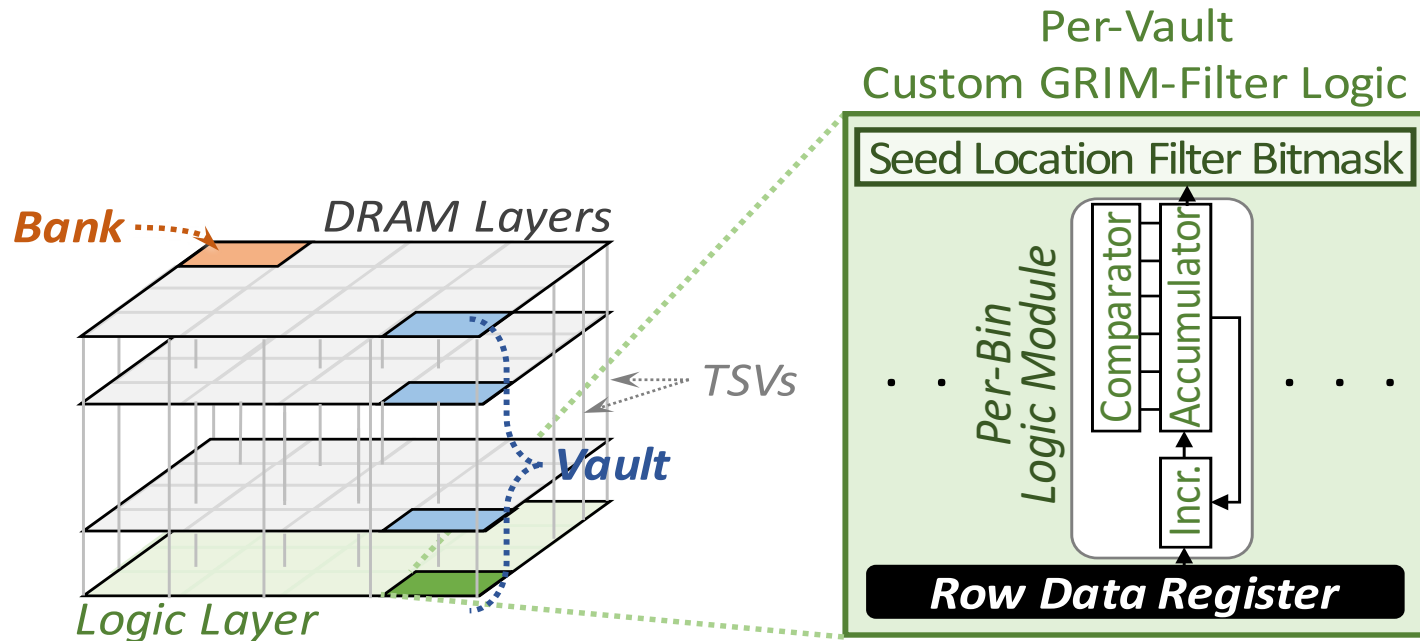 Per-Vault
Custom GRIM-Filter Logic
Seed Location Filter Bitmask
Bank
DRAM Layers
TSVs
Vault
Logic Layer
Per-Bin
Logic Module
Comparator
Accumulator
Incr.
Row Data Register